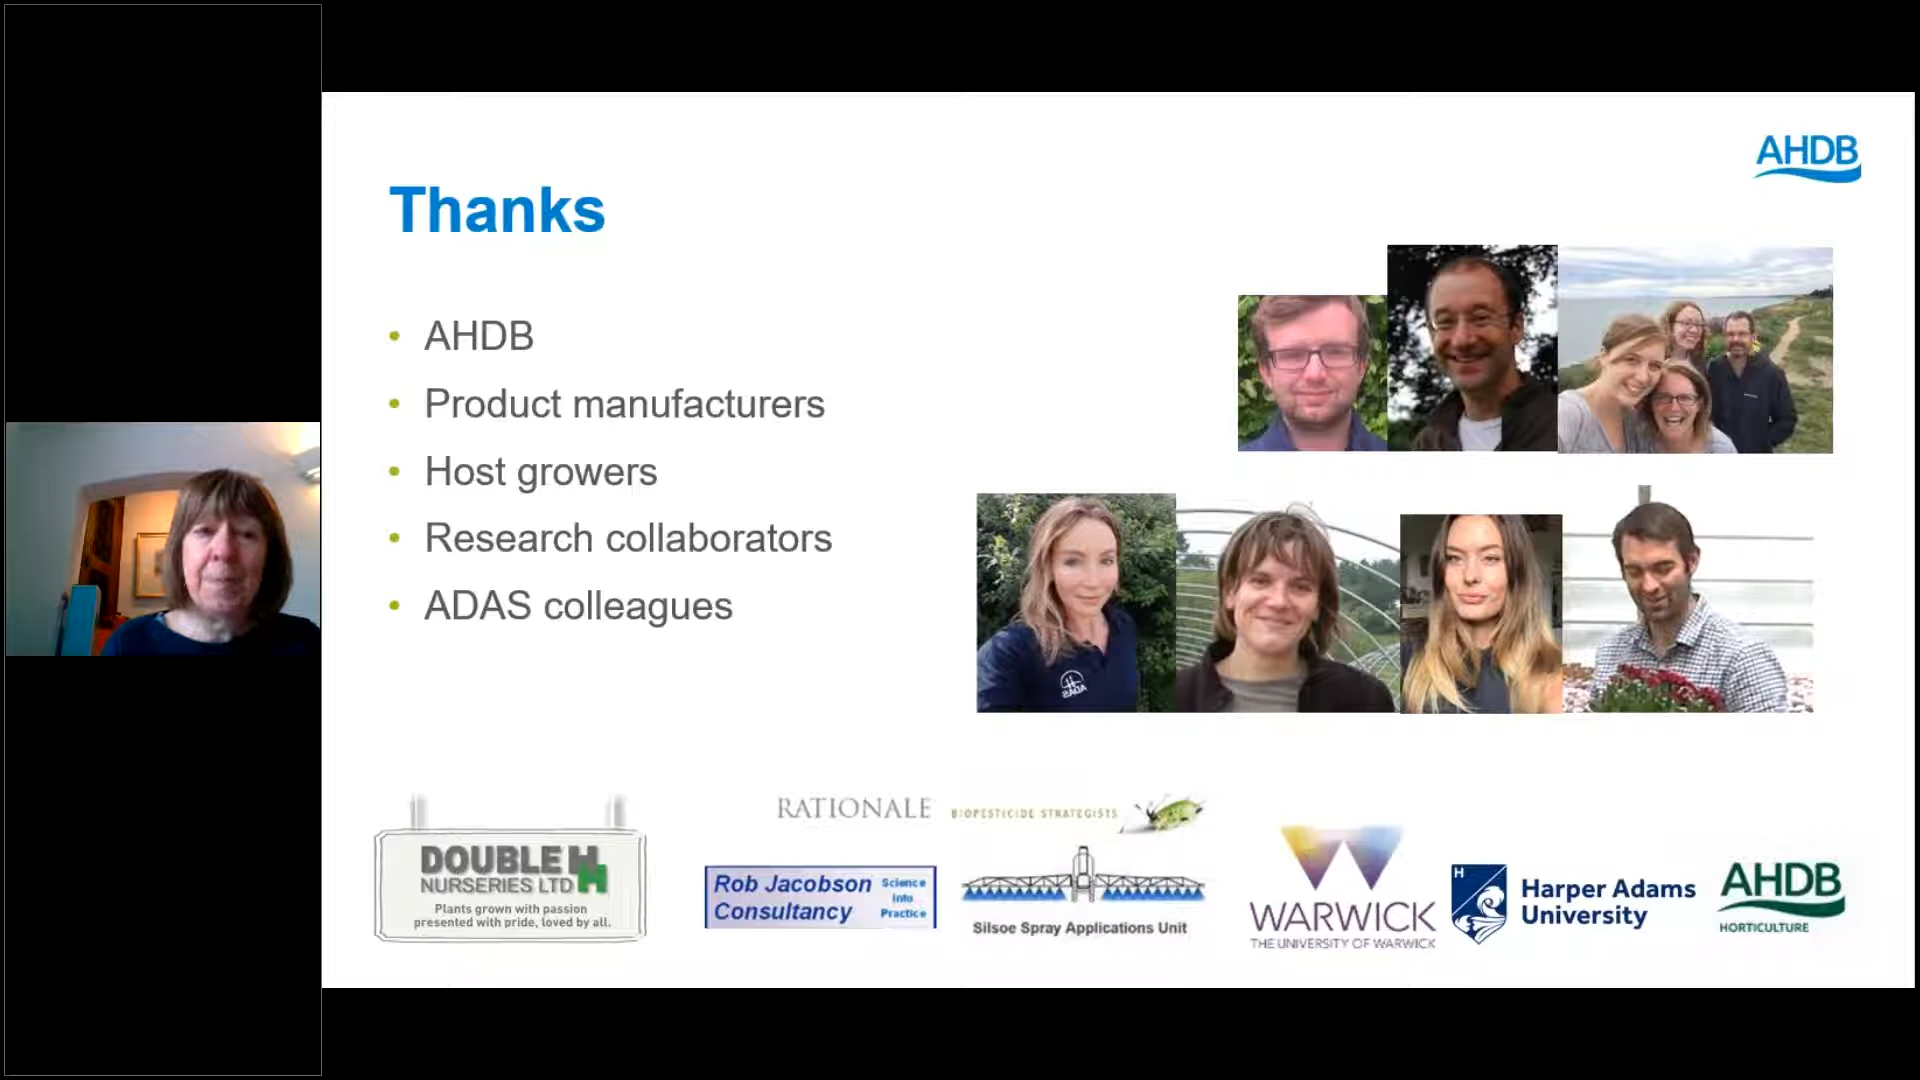 AHDB
Thanks
• AHDB
• Product manufacturers
• Host growers
• Research collaborators
• ADAS colleagues
ADAS
RATIONALE
BIOPESTICIDE STRATEGISTS
DOUBLE H
NURSERIES LTD
Plants grown with passion
presented with pride, loved by all.
Rob Jacobson
Consultancy
Science
Into
Practice
Silsoe Spray Applications Unit
WARWICK
THE UNIVERSITY OF WARWICK
H
Harper Adams
University
AHDB
HORTICULTURE